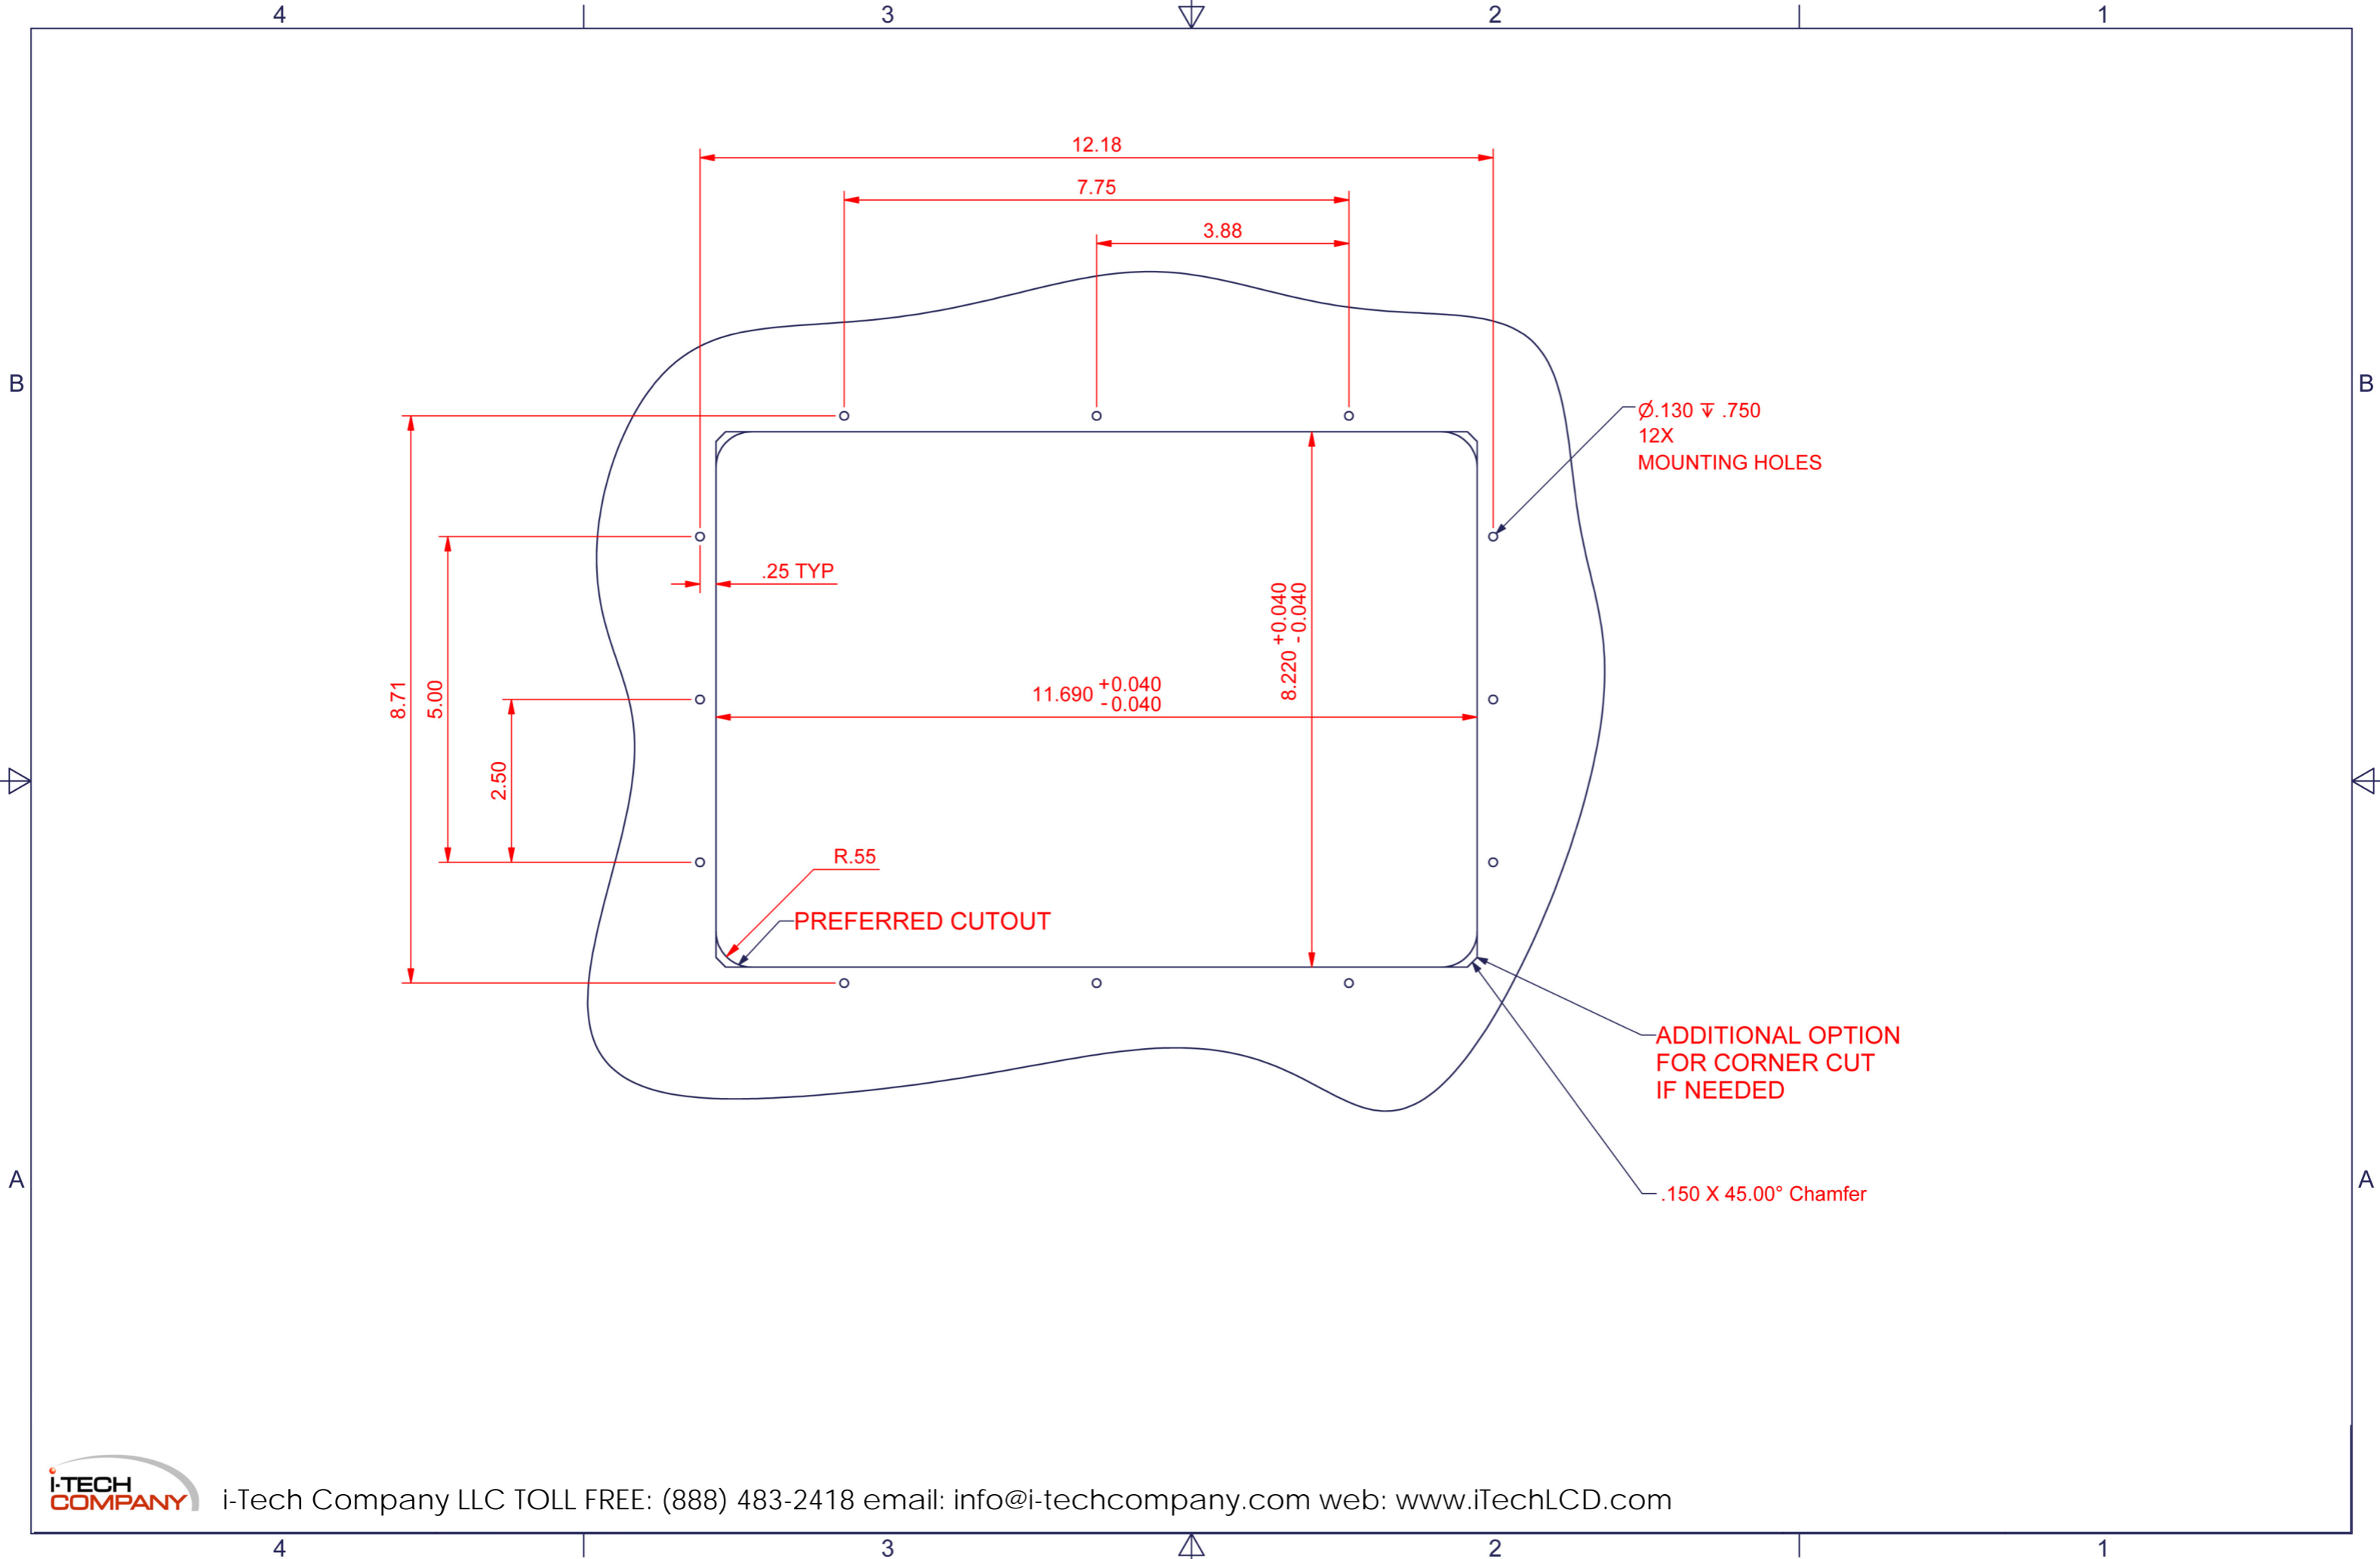 4 3 2 1
12.18
7.75
3.88
B B
Ø.130 ↧ .750
12X
MOUNTING HOLES
.25 TYP
8.220 +0.040
-0.040
8.71
5.00
11.690 +0.040
-0.040
2.50
R.55
PREFERRED CUTOUT
ADDITIONAL OPTION
FOR CORNER CUT
IF NEEDED
A A
.150 X 45.00° Chamfer
i-TECH
COMPANY
i-Tech Company LLC TOLL FREE: (888) 483-2418 email: info@i-techcompany.com web: www.iTechLCD.com
4 3 2 1